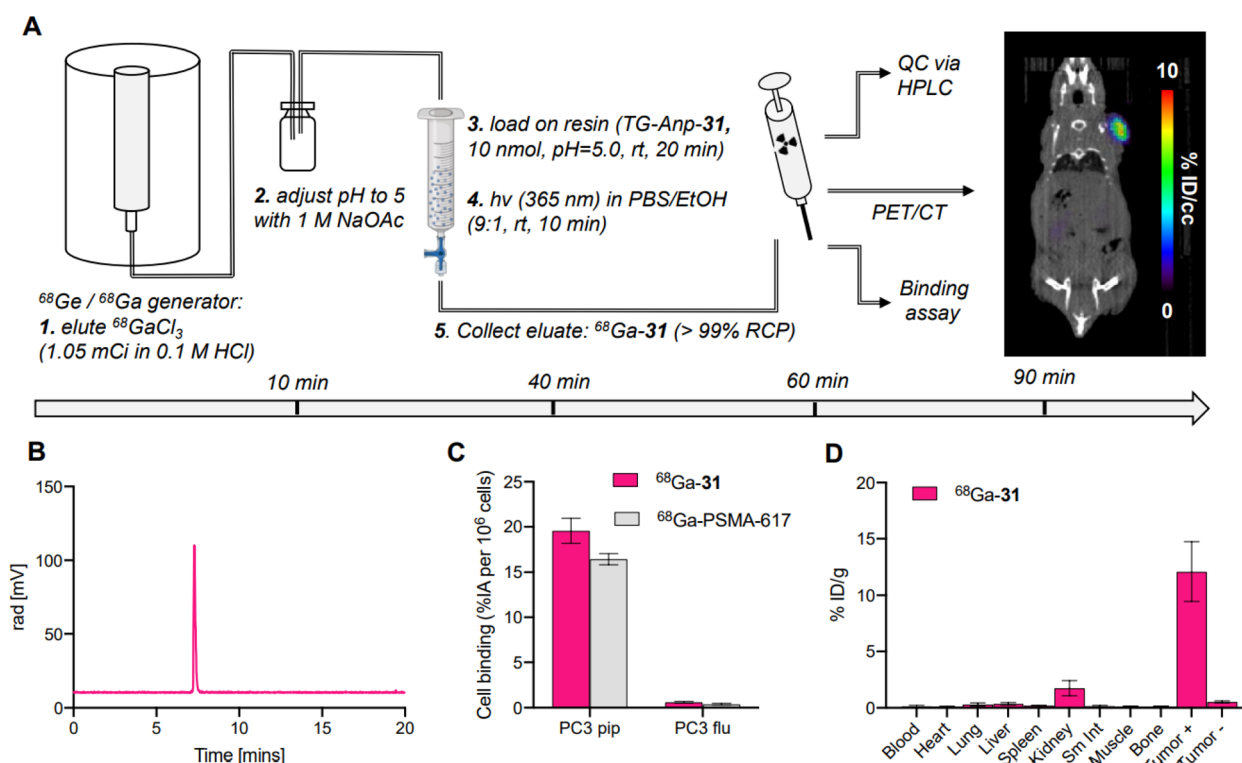 A
QC via
HPLC
3. load on resin (TG-Anp-31,
10 nmol, pH=5.0, rt, 20 min)
2. adjust pH to 5
with 1 M NaOAc
4. hv (365 nm) in PBS/EtOH
(9:1, rt, 10 min)
PET/CT
10
% ID/cc
0
⁶⁸Ge / ⁶⁸Ga generator:
1. elute ⁶⁸GaCl₃
(1.05 mCi in 0.1 M HCl)
Binding
assay
5. Collect eluate: ⁶⁸Ga-31 (> 99% RCP)
10 min
40 min
60 min
90 min
B
150
100
50
0
rad [mV]
0
5
10
15
20
Time [mins]
C
⁶⁸Ga-31
⁶⁸Ga-PSMA-617
25
20
15
10
5
0
Cell binding (%IA per 10⁶ cells)
PC3 pip
PC3 flu
D
⁶⁸Ga-31
20
15
10
5
0
% ID/g
Blood
Heart
Lung
Liver
Spleen
Kidney
Sm Int
Muscle
Bone
Tumor +
Tumor -